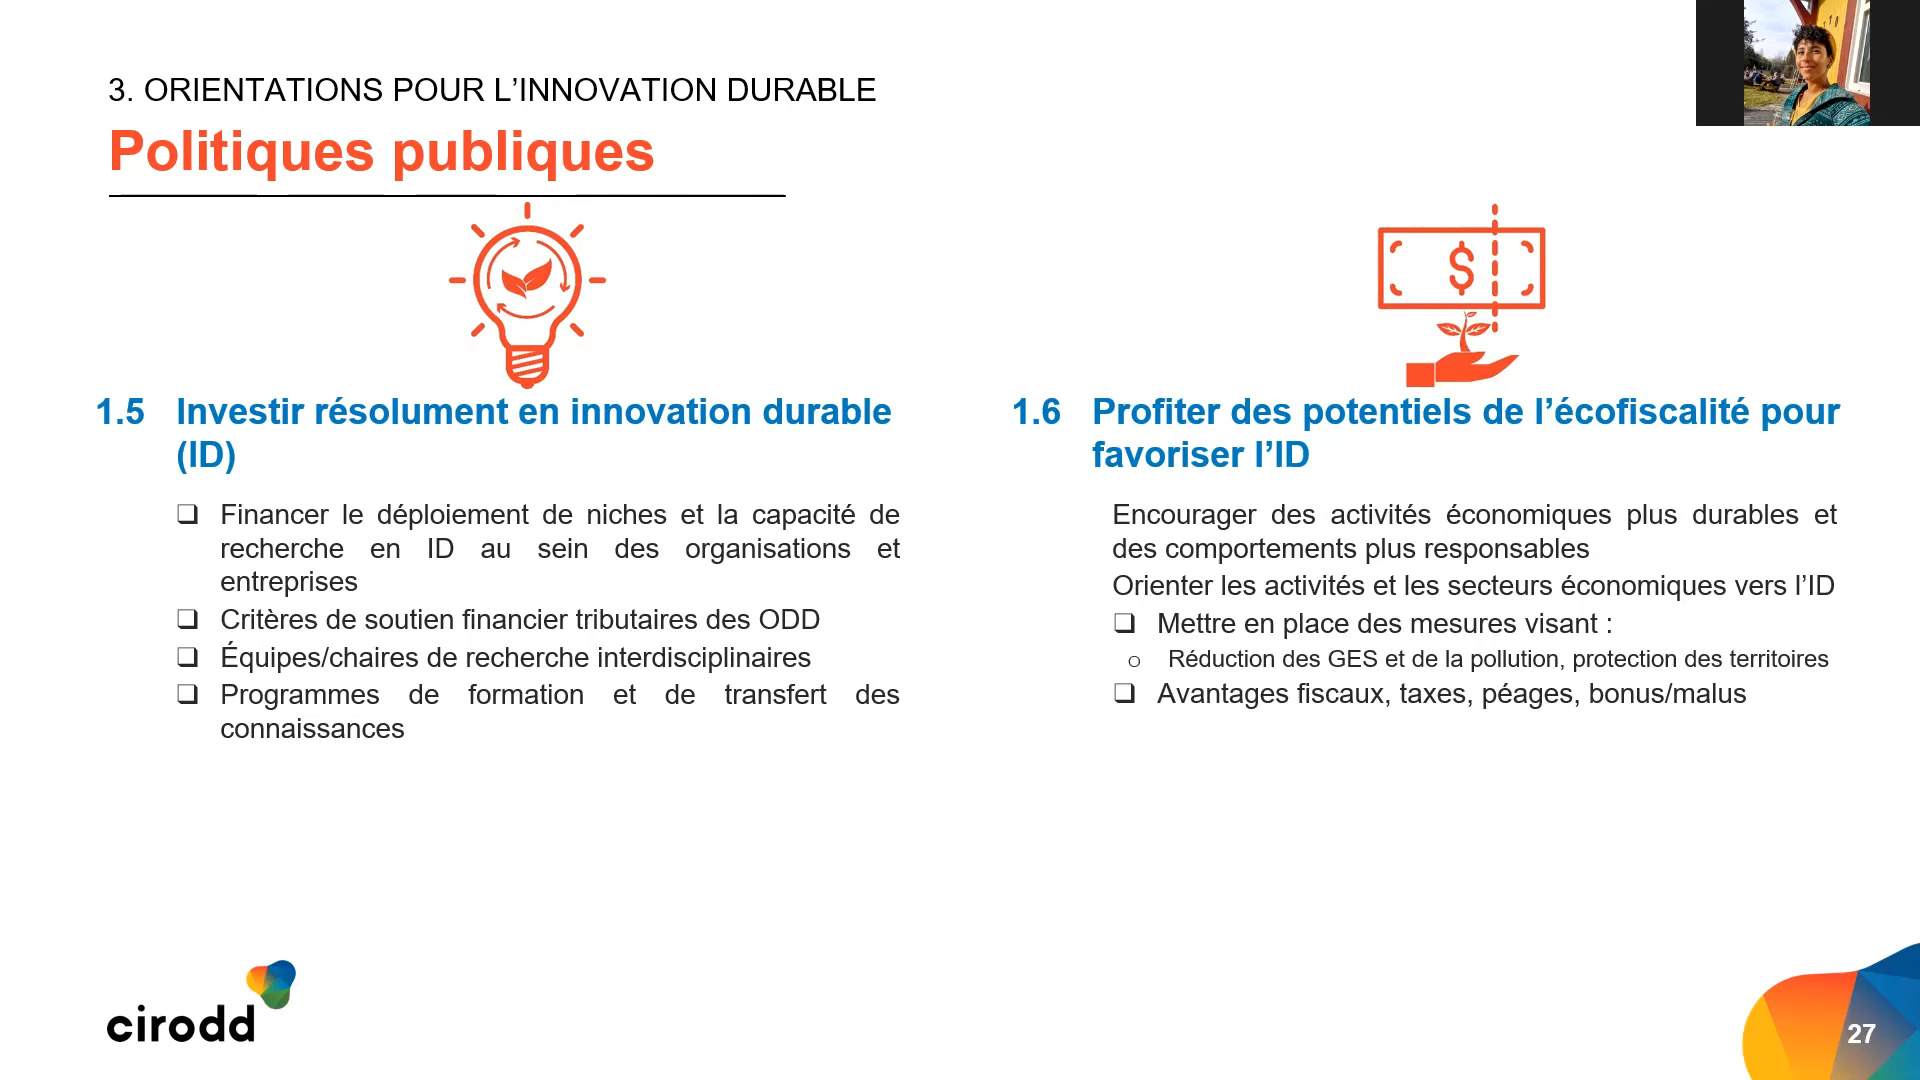 3. ORIENTATIONS POUR L’INNOVATION DURABLE
Politiques publiques
$
1.5 Investir résolument en innovation durable
(ID)
❑ Financer le déploiement de niches et la capacité de
recherche en ID au sein des organisations et
entreprises
❑ Critères de soutien financier tributaires des ODD
❑ Équipes/chaires de recherche interdisciplinaires
❑ Programmes de formation et de transfert des
connaissances
1.6 Profiter des potentiels de l’écofiscalité pour
favoriser l’ID
Encourager des activités économiques plus durables et
des comportements plus responsables
Orienter les activités et les secteurs économiques vers l’ID
❑ Mettre en place des mesures visant :
o Réduction des GES et de la pollution, protection des territoires
❑ Avantages fiscaux, taxes, péages, bonus/malus
cirodd
27